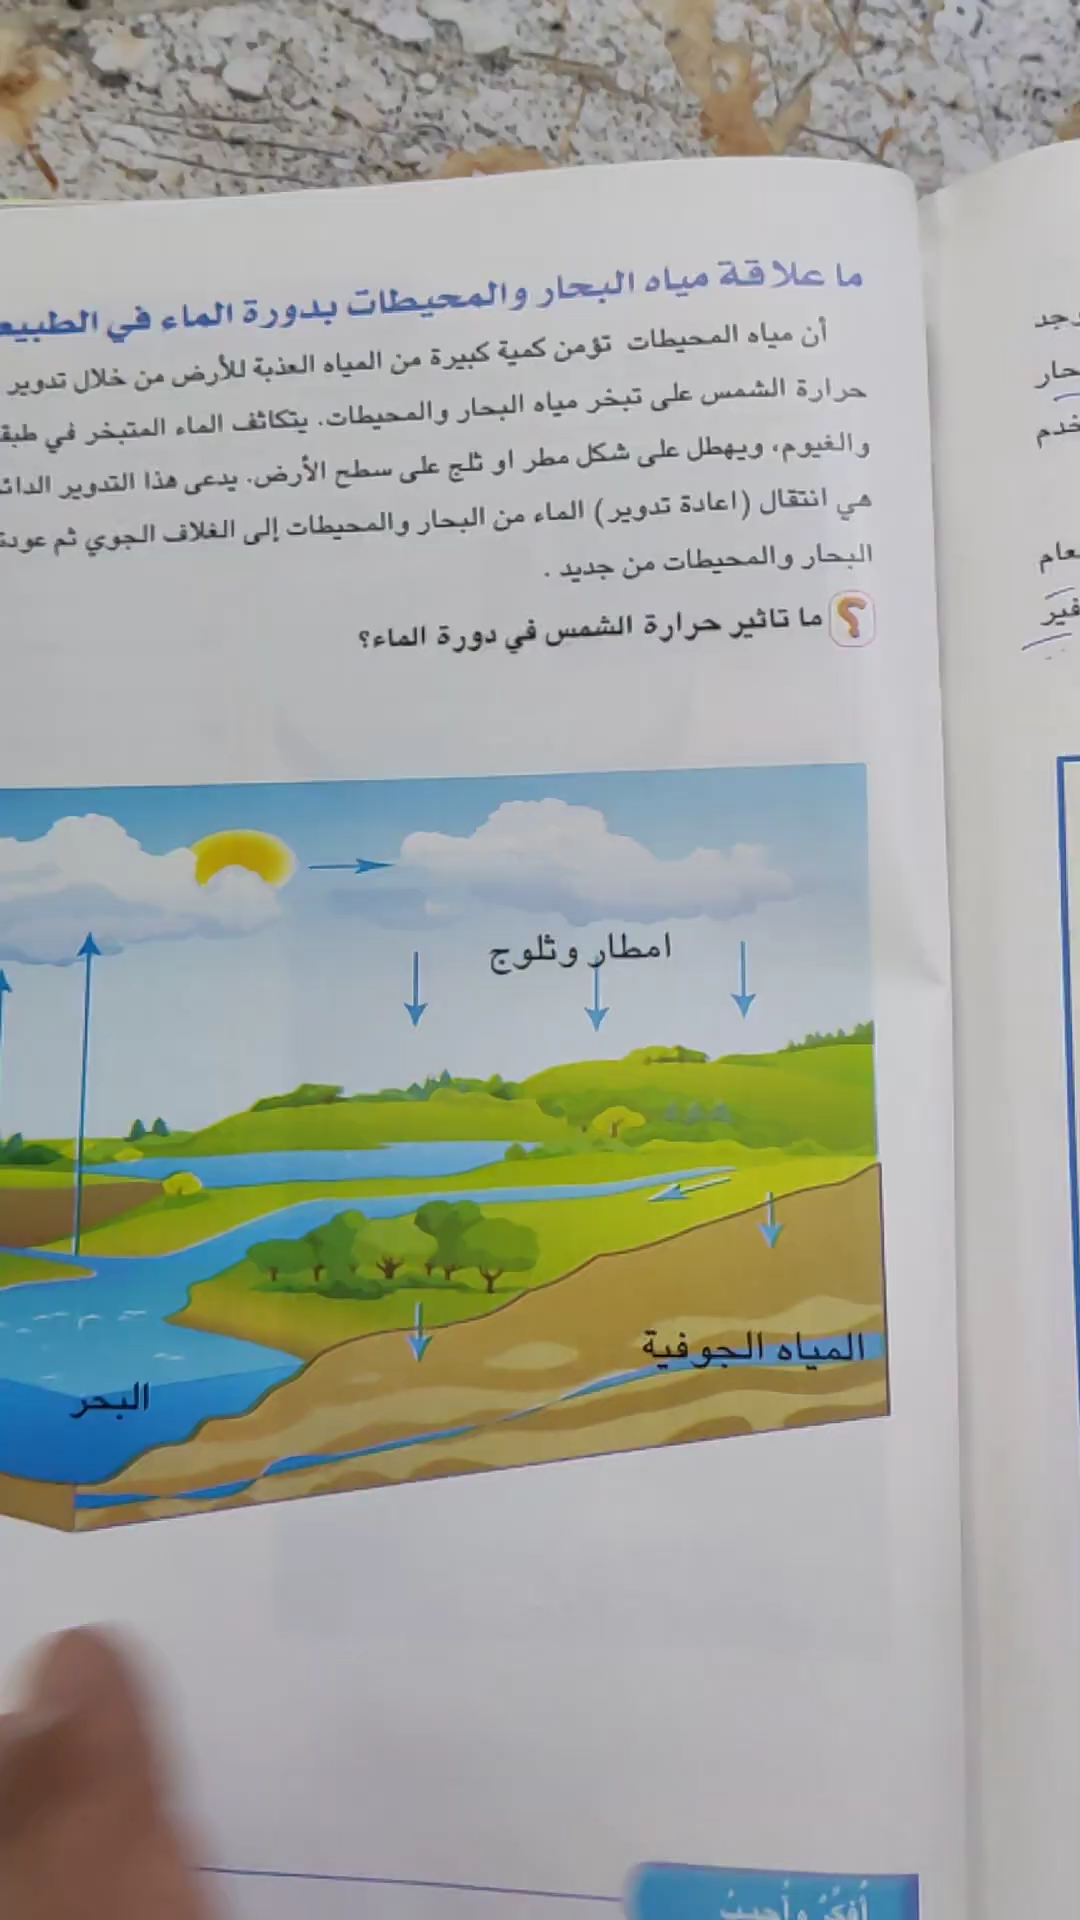 ما علاقة مياه البحار والمحيطات بدورة الماء في
أن مياه المحيطات تؤمن كمية كبيرة من المياه العذبة للأرض من خلال تدوير
حرارة الشمس على تبخر مياه البحار والمحيطات. يتكاثف الماء المتبخر في
والغيوم، ويهطل على شكل مطر او ثلج على سطح الأرض. يدعى هذا التدوير
هي انتقال (اعادة تدوير) الماء من البحار والمحيطات إلى الغلاف الجوي ثم عودة
البحار والمحيطات من جديد .
؟ ما تاثير حرارة الشمس في دورة الماء؟
امطار وثلوج
المياه الجوفية
البحر
أفكر وأجيب